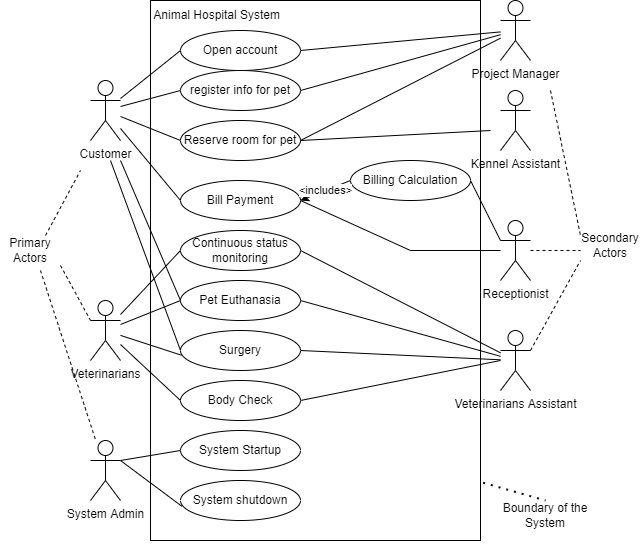 Animal Hospital System
Open account
Project Manager
register info for pet
Customer
Reserve room for pet
Kennel Assistant
Billing Calculation
<includes>
Bill Payment
Primary
Actors
Continuous status
monitoring
Secondary
Actors
Receptionist
Pet Euthanasia
Veterinarians
Surgery
Body Check
Veterinarians Assistant
System Startup
System Admin
System shutdown
Boundary of the
System